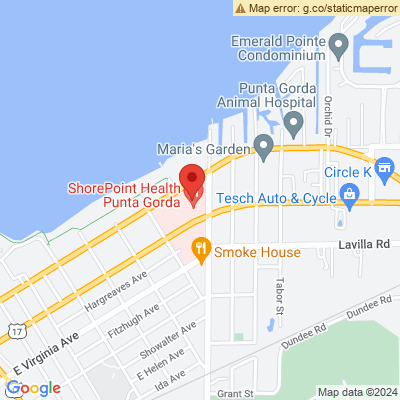 Map error: g.co/staticmaperror
Emerald Pointe
Condominium
Punta Gorda
Animal Hospital
Orchid Dr
Maria's Garden
Circle K
ShorePoint Health
Punta Gorda
Tesch Auto & Cycle
Lavilla Rd
Smoke House
Hargreaves Ave
Tabor St
17
Fitzhugh Ave
E Virginia Ave
Dundee Rd
Dundee Rd
Showalter Ave
E Helen Ave
Ida Ave
Grant St
Google
Map data ©2024